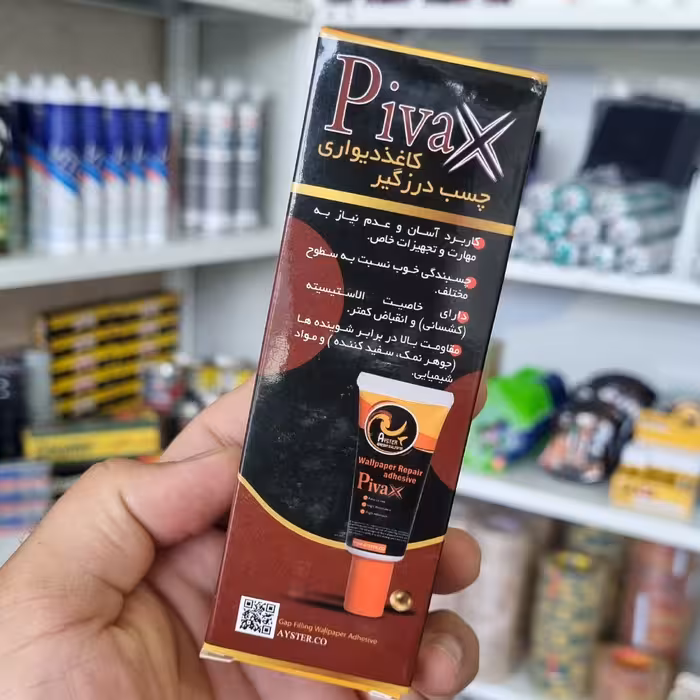 PivaX
کاغذدیواری
چسب درزگیر
کاربرد آسان و عدم نیاز به
مهارت و تجهیزات خاص.
چسبندگی خوب نسبت به سطوح
مختلف.
دارای خاصیت الاستیسیته
(کشسانی) و انقباض کمتر.
مقاومت بالا در برابر شوینده ها
(جوهر نمک، سفید کننده) و مواد
شیمیایی.
AYSTER
Wallpaper Repair
adhesive
PivaX
Gap Filling Wallpaper Adhesive
AYSTER.CO